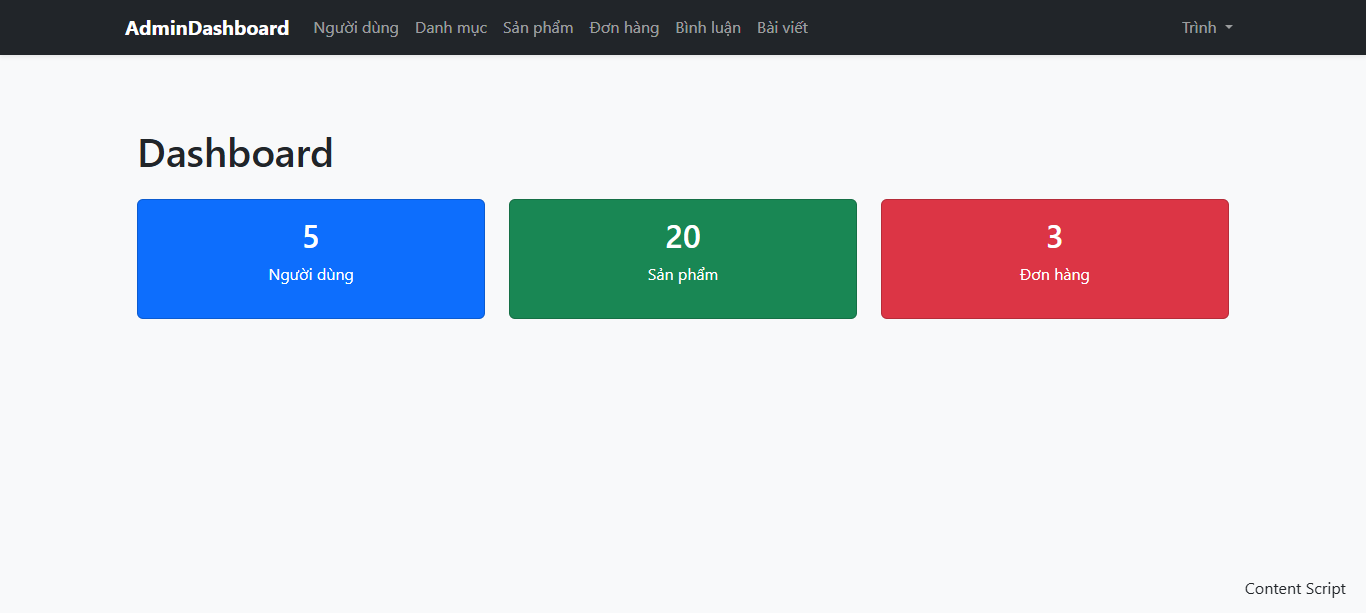 AdminDashboard Người dùng Danh mục Sản phẩm Đơn hàng Bình luận Bài viết Trình
Dashboard
5 20 3
Người dùng Sản phẩm Đơn hàng
Content Script